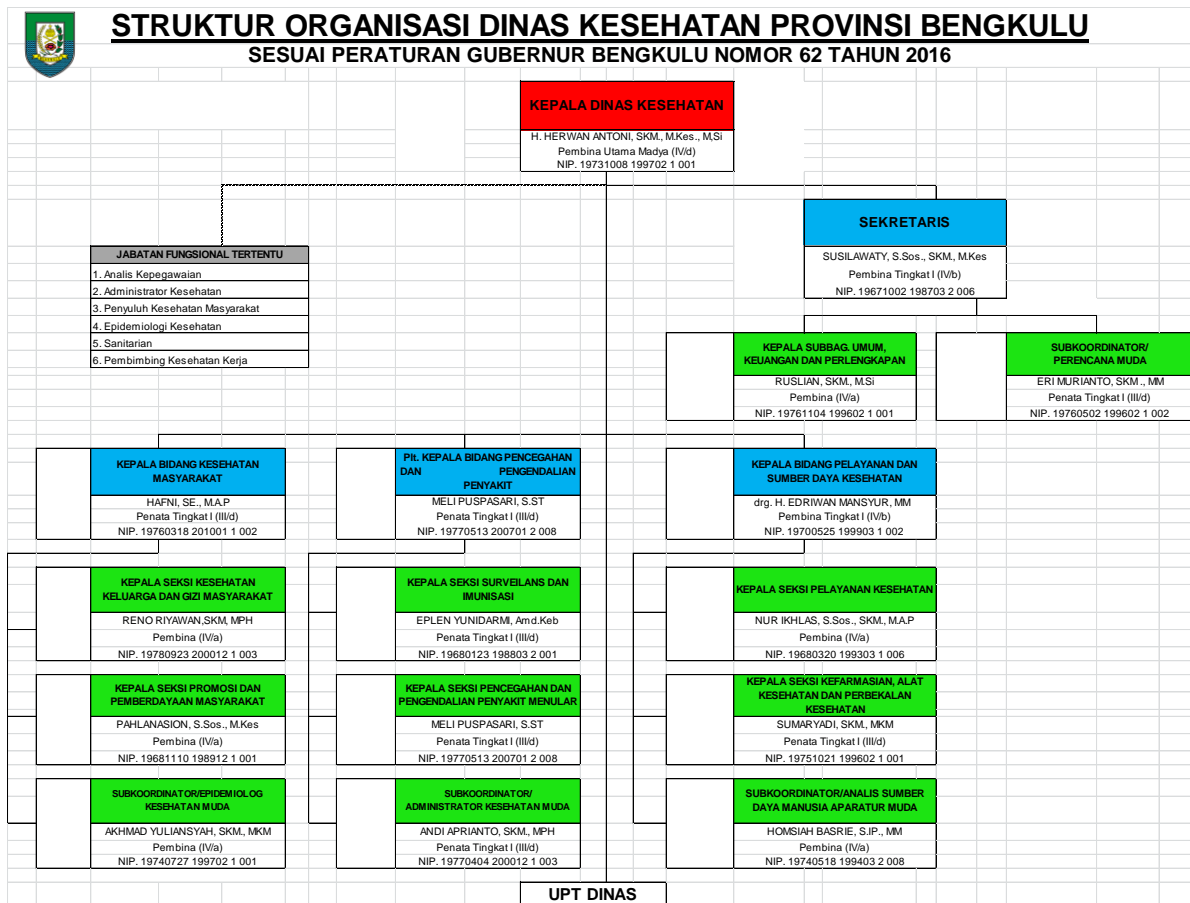 STRUKTUR ORGANISASI DINAS KESEHATAN PROVINSI BENGKULU
SESUAI PERATURAN GUBERNUR BENGKULU NOMOR 62 TAHUN 2016
KEPALA DINAS KESEHATAN
H. HERWAN ANTONI, SKM., M.Kes., M,Si
Pembina Utama Madya (IV/d)
NIP. 19731008 199702 1 001
SEKRETARIS
SUSILAWATY, S.Sos., SKM., M.Kes
Pembina Tingkat I (IV/b)
NIP. 19671002 198703 2 006
JABATAN FUNGSIONAL TERTENTU
1. Analis Kepegawaian
2. Administrator Kesehatan
3. Penyuluh Kesehatan Masyarakat
4. Epidemiologi Kesehatan
5. Sanitarian
6. Pembimbing Kesehatan Kerja
KEPALA SUBBAG. UMUM,
KEUANGAN DAN PERLENGKAPAN
RUSLIAN, SKM., M.Si
Pembina (IV/a)
NIP. 19761104 199602 1 001
SUBKOORDINATOR/
PERENCANA MUDA
ERI MURIANTO, SKM., MM
Penata Tingkat I (III/d)
NIP. 19760502 199602 1 002
KEPALA BIDANG KESEHATAN
MASYARAKAT
HAFNI, SE., M.A.P
Penata Tingkat I (III/d)
NIP. 19760318 201001 1 002
Plt. KEPALA BIDANG PENCEGAHAN
DAN PENGENDALIAN
PENYAKIT
MELI PUSPASARI, S.ST
Penata Tingkat I (III/d)
NIP. 19770513 200701 2 008
KEPALA BIDANG PELAYANAN DAN
SUMBER DAYA KESEHATAN
drg. H. EDRIWAN MANSYUR, MM
Pembina Tingkat I (IV/b)
NIP. 19700525 199903 1 002
KEPALA SEKSI KESEHATAN
KELUARGA DAN GIZI MASYARAKAT
RENO RIYAWAN,SKM, MPH
Pembina (IV/a)
NIP. 19780923 200012 1 003
KEPALA SEKSI SURVEILANS DAN
IMUNISASI
EPLEN YUNIDARMI, Amd.Keb
Penata Tingkat I (III/d)
NIP. 19680123 198803 2 001
KEPALA SEKSI PELAYANAN KESEHATAN
NUR IKHLAS, S.Sos., SKM., M.A.P
Pembina (IV/a)
NIP. 19680320 199303 1 006
KEPALA SEKSI PROMOSI DAN
PEMBERDAYAAN MASYARAKAT
PAHLANASION, S.Sos., M.Kes
Pembina (IV/a)
NIP. 19681110 198912 1 001
KEPALA SEKSI PENCEGAHAN DAN
PENGENDALIAN PENYAKIT MENULAR
MELI PUSPASARI, S.ST
Penata Tingkat I (III/d)
NIP. 19770513 200701 2 008
KEPALA SEKSI KEFARMASIAN, ALAT
KESEHATAN DAN PERBEKALAN
KESEHATAN
SUMARYADI, SKM., MKM
Penata Tingkat I (III/d)
NIP. 19751021 199602 1 001
SUBKOORDINATOR/EPIDEMIOLOG
KESEHATAN MUDA
AKHMAD YULIANSYAH, SKM., MKM
Pembina (IV/a)
NIP. 19740727 199702 1 001
SUBKOORDINATOR/
ADMINISTRATOR KESEHATAN MUDA
ANDI APRIANTO, SKM., MPH
Penata Tingkat I (III/d)
NIP. 19770404 200012 1 003
SUBKOORDINATOR/ANALIS SUMBER
DAYA MANUSIA APARATUR MUDA
HOMSIAH BASRIE, S.IP., MM
Pembina (IV/a)
NIP. 19740518 199403 2 008
UPT DINAS